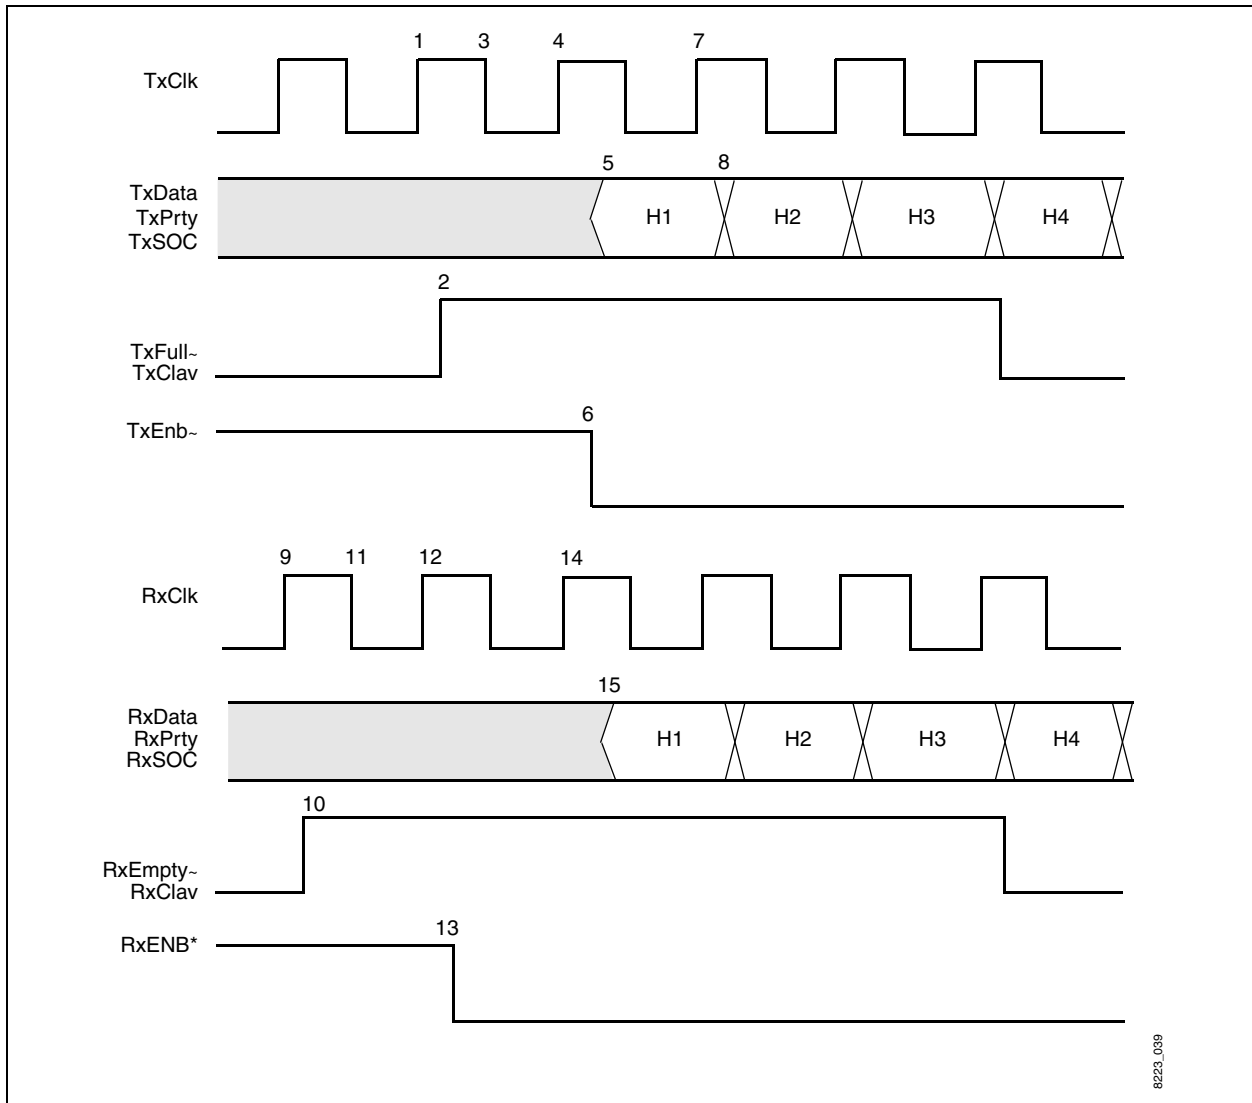 1 3 4 7
TxClk
5 8
TxData
TxPrty
TxSOC
H1 H2 H3 H4
2
TxFull~
TxClav
6
TxEnb~
9 11 12 14
RxClk
15
RxData
RxPrty
RxSOC
H1 H2 H3 H4
10
RxEmpty~
RxClav
13
RxENB*
8223_039